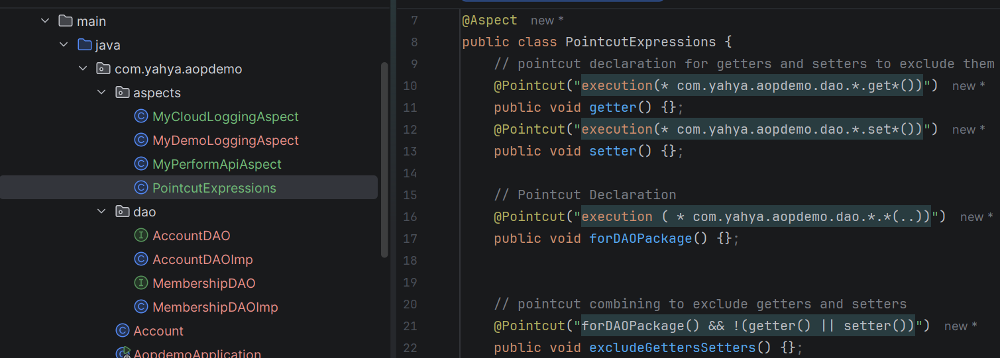 main
java
com.yahya.aopdemo
aspects
MyCloudLoggingAspect
MyDemoLoggingAspect
MyPerformApiAspect
PointcutExpressions
dao
AccountDAO
AccountDAOImp
MembershipDAO
MembershipDAOImp
Account
AopdemoApplication
7 @Aspect new *
8 public class PointcutExpressions {
9 // pointcut declaration for getters and setters to exclude them
10 @Pointcut("execution(* com.yahya.aopdemo.dao.*.get*())") new *
11 public void getter() {};
12 @Pointcut("execution(* com.yahya.aopdemo.dao.*.set*())") new *
13 public void setter() {};
14
15 // Pointcut Declaration
16 @Pointcut("execution ( * com.yahya.aopdemo.dao.*.*(..))") new *
17 public void forDAOPackage() {};
18
19
20 // pointcut combining to exclude getters and setters
21 @Pointcut("forDAOPackage() && !(getter() || setter())") new *
22 public void excludeGettersSetters() {};